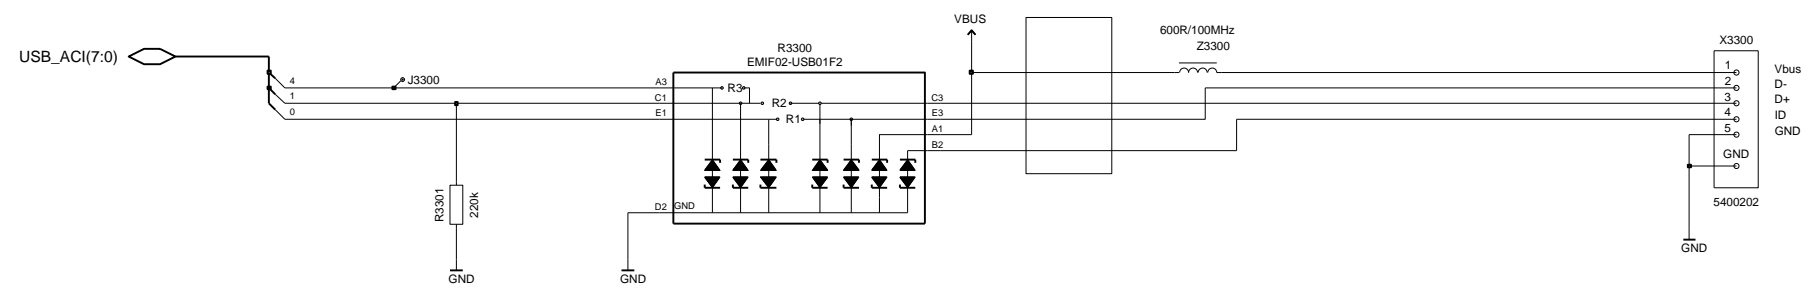 USB_ACI(7:0)
4
1
0
J3300
R3301
220k
GND
R3300
EMIF02-USB01F2
A3
C1
E1
D2
GND
R3
R2
R1
C3
E3
A1
B2
GND
VBUS
600R/100MHz
Z3300
X3300
1
2
3
4
5
GND
Vbus
D-
D+
ID
GND
5400202
GND